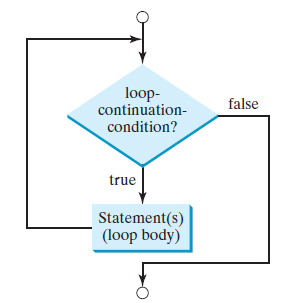 loop-
continuation-
condition?
false
true
Statement(s)
(loop body)